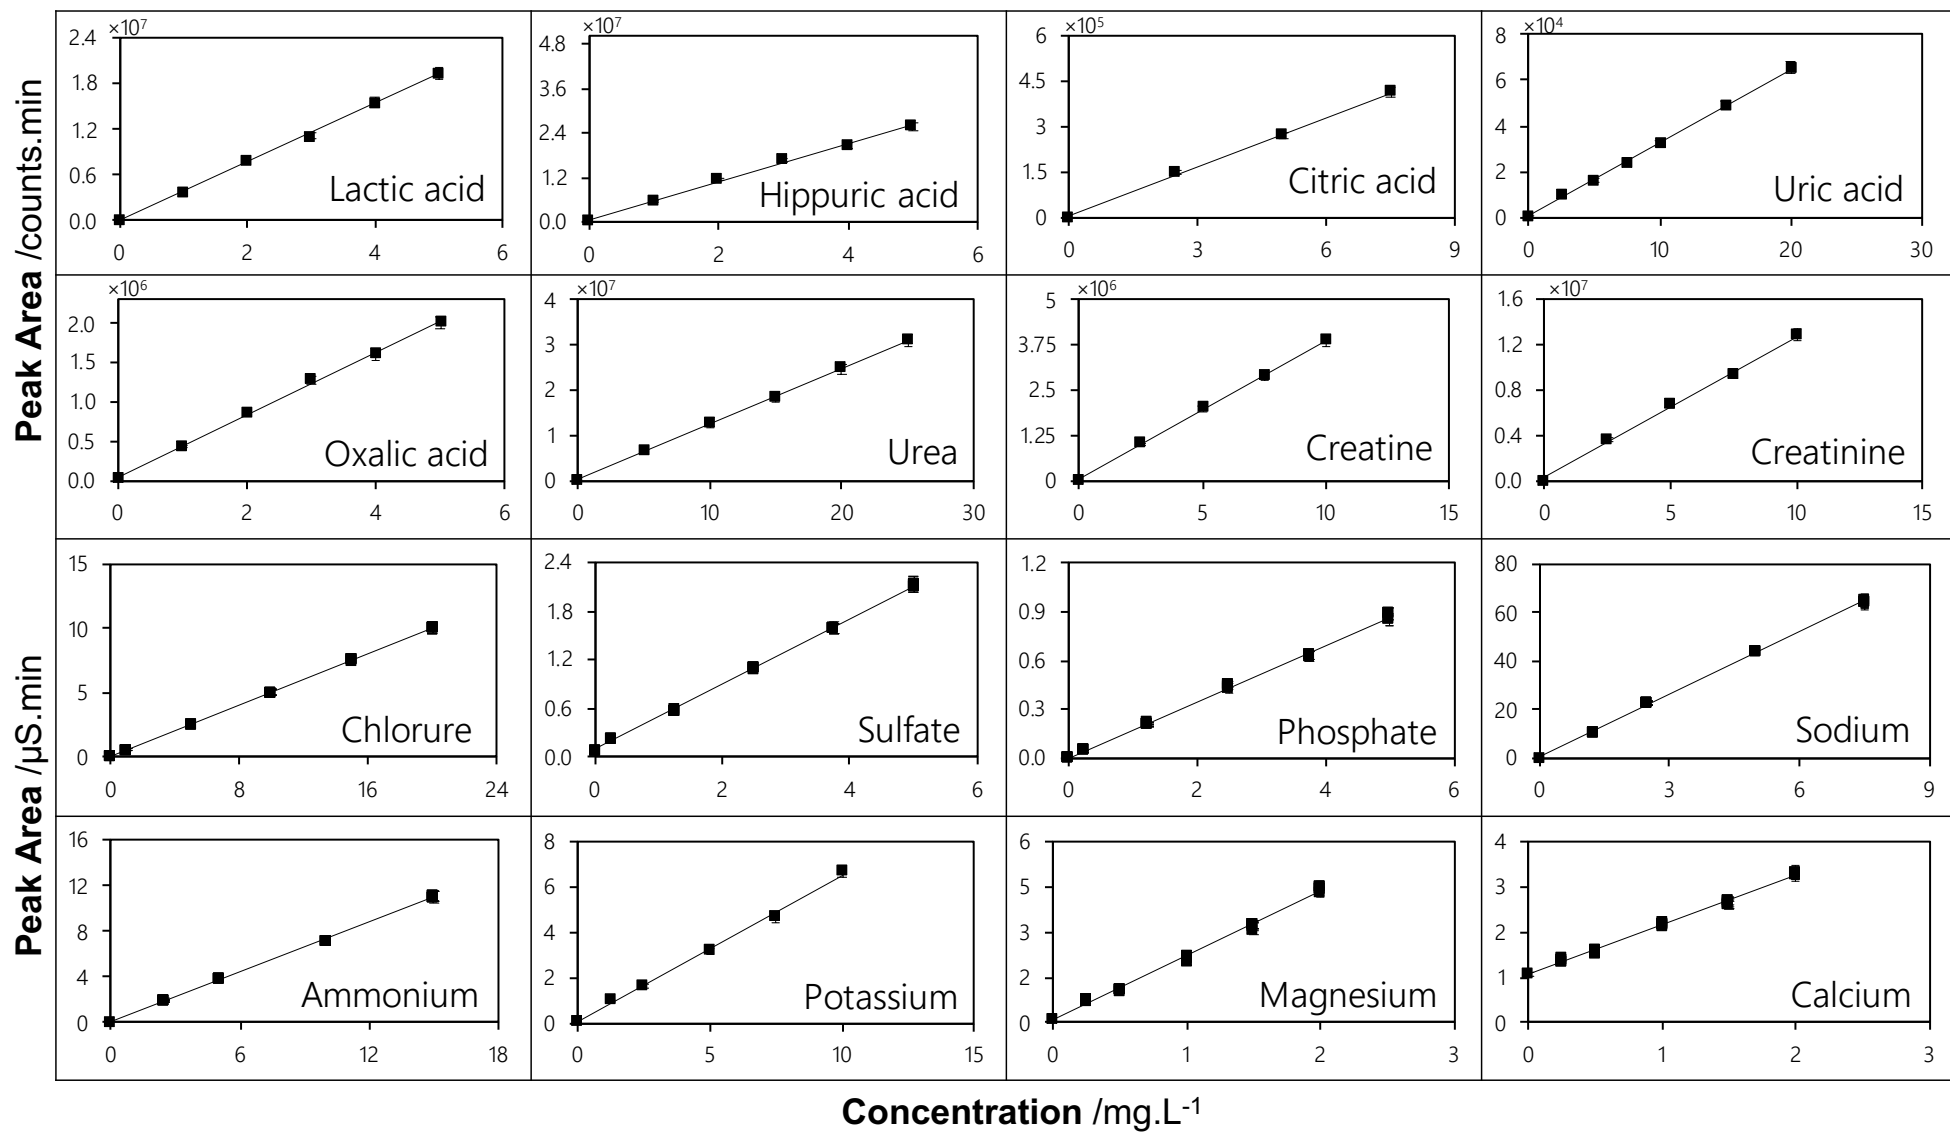 Peak Area /counts.min
×10⁷
2.4
1.8
1.2
0.6
0.0
0 2 4 6
Lactic acid
×10⁷
4.8
3.6
2.4
1.2
0.0
0 2 4 6
Hippuric acid
×10⁵
6
4.5
3
1.5
0
0 3 6 9
Citric acid
×10⁴
8
6
4
2
0
0 10 20 30
Uric acid
×10⁶
2.0
1.5
1.0
0.5
0.0
0 2 4 6
Oxalic acid
×10⁷
4
3
2
1
0
0 10 20 30
Urea
×10⁶
5
3.75
2.5
1.25
0
0 5 10 15
Creatine
×10⁷
1.6
1.2
0.8
0.4
0.0
0 5 10 15
Creatinine
Peak Area /µS.min
15
10
5
0
0 8 16 24
Chlorure
2.4
1.8
1.2
0.6
0.0
0 2 4 6
Sulfate
1.2
0.9
0.6
0.3
0.0
0 2 4 6
Phosphate
80
60
40
20
0
0 3 6 9
Sodium
16
12
8
4
0
0 6 12 18
Ammonium
8
6
4
2
0
0 5 10 15
Potassium
6
5
3
2
0
0 1 2 3
Magnesium
4
3
2
1
0
0 1 2 3
Calcium
Concentration /mg.L⁻¹